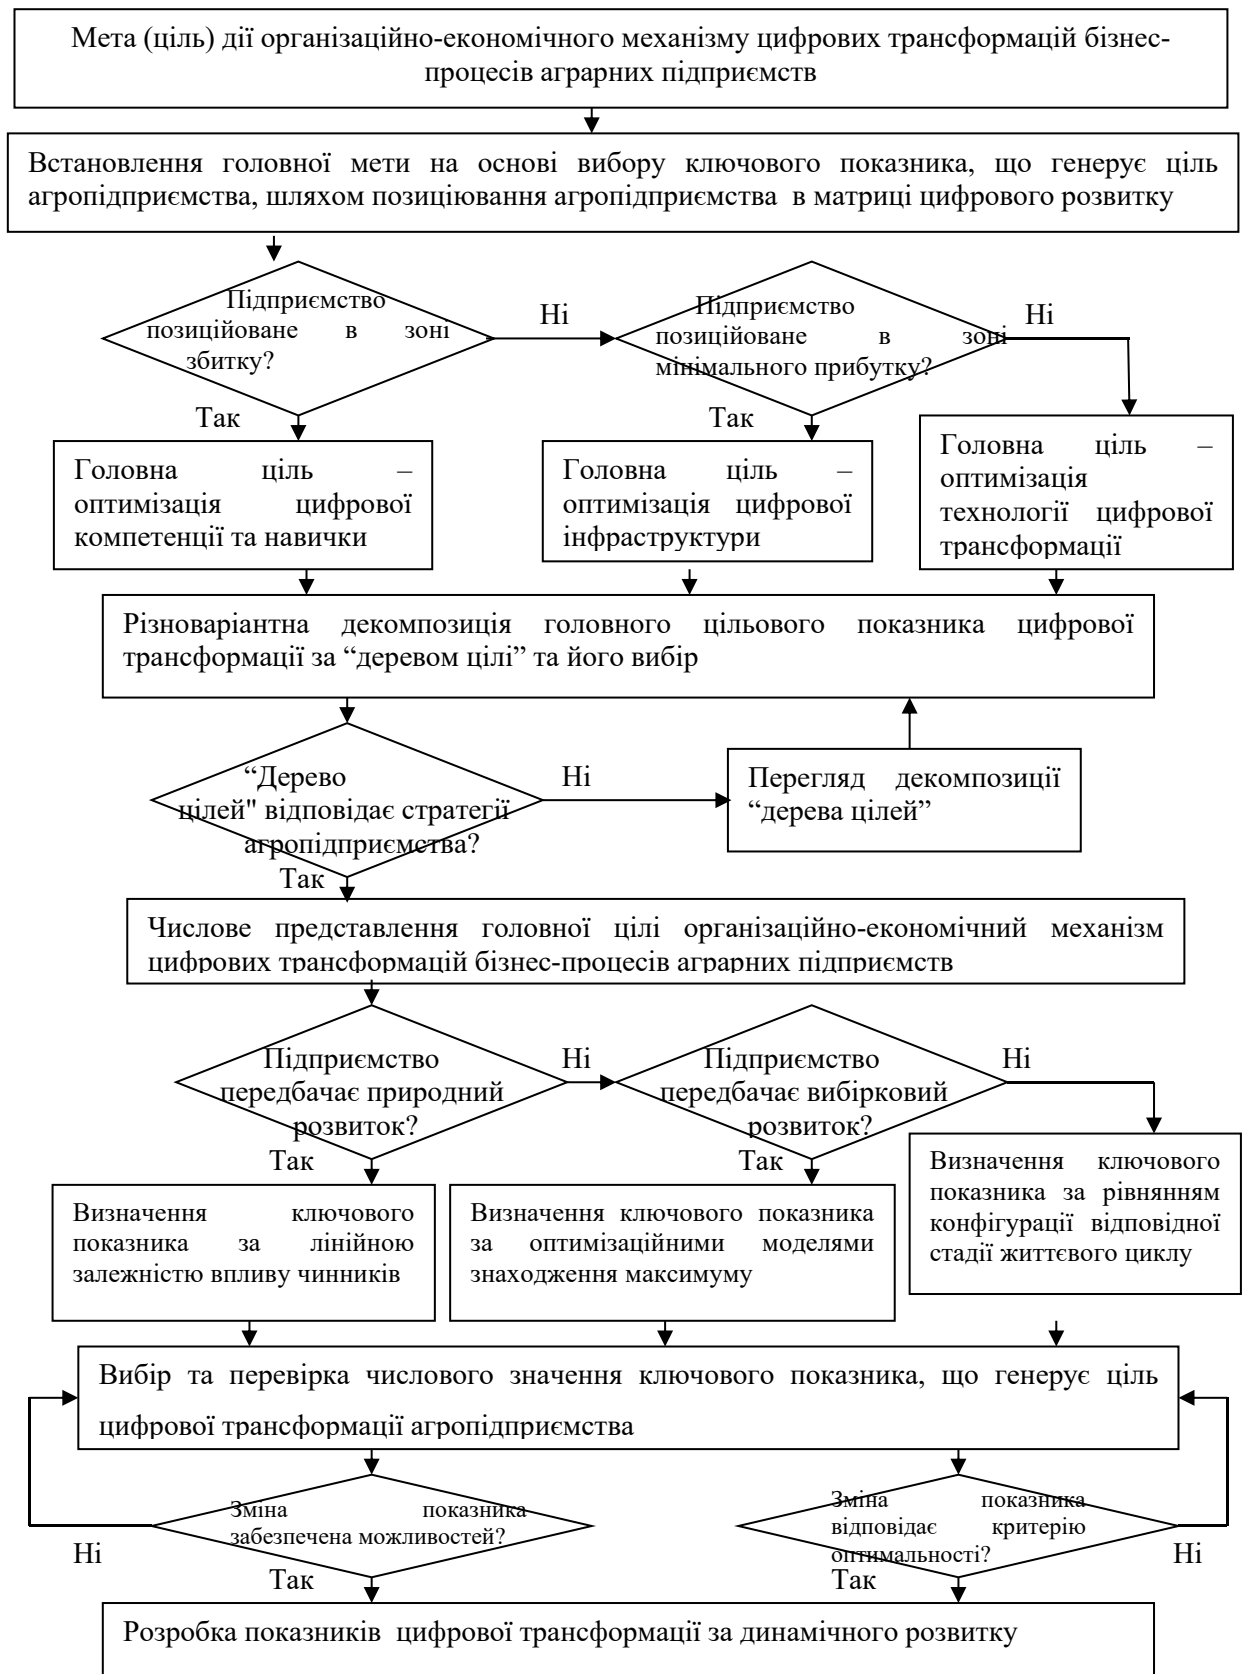 Мета (ціль) дії організаційно-економічного механізму цифрових трансформацій бізнес-
процесів аграрних підприємств
Встановлення головної мети на основі вибору ключового показника, що генерує ціль
агропідприємства, шляхом позиціювання агропідприємства в матриці цифрового розвитку
Підприємство
позиційоване в зоні
збитку?
Ні
Підприємство
позиційоване в зоні
мінімального прибутку?
Ні
Так
Так
Головна ціль –
оптимізація цифрової
компетенції та навички
Головна ціль –
оптимізація цифрової
інфраструктури
Головна ціль –
оптимізація
технології цифрової
трансформації
Різноваріантна декомпозиція головного цільового показника цифрової
трансформації за “деревом цілі” та його вибір
“Дерево
цілей" відповідає стратегії
агропідприємства?
Ні
Перегляд декомпозиції
“дерева цілей”
Так
Числове представлення головної цілі організаційно-економічний механізм
цифрових трансформацій бізнес-процесів аграрних підприємств
Підприємство
передбачає природний
розвиток?
Ні
Підприємство
передбачає вибірковий
розвиток?
Ні
Так
Так
Визначення ключового
показника за лінійною
залежністю впливу чинників
Визначення ключового показника
за оптимізаційними моделями
знаходження максимуму
Визначення ключового
показника за рівнянням
конфігурації відповідної
стадії життєвого циклу
Вибір та перевірка числового значення ключового показника, що генерує ціль
цифрової трансформації агропідприємства
Зміна показника
забезпечена можливостей?
Ні
Так
Зміна показника
відповідає критерію
оптимальності?
Ні
Так
Розробка показників цифрової трансформації за динамічного розвитку